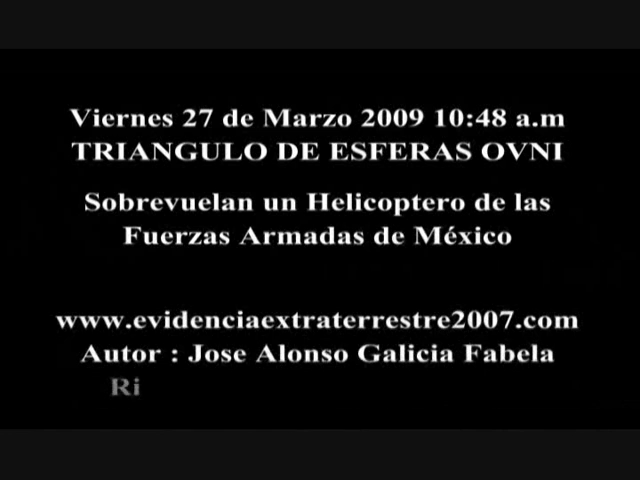 Viernes 27 de Marzo 2009 10:48 a.m
TRIANGULO DE ESFERAS OVNI
Sobrevuelan un Helicoptero de las
Fuerzas Armadas de México
www.evidenciaextraterrestre2007.com
Autor : Jose Alonso Galicia Fabela
Ri